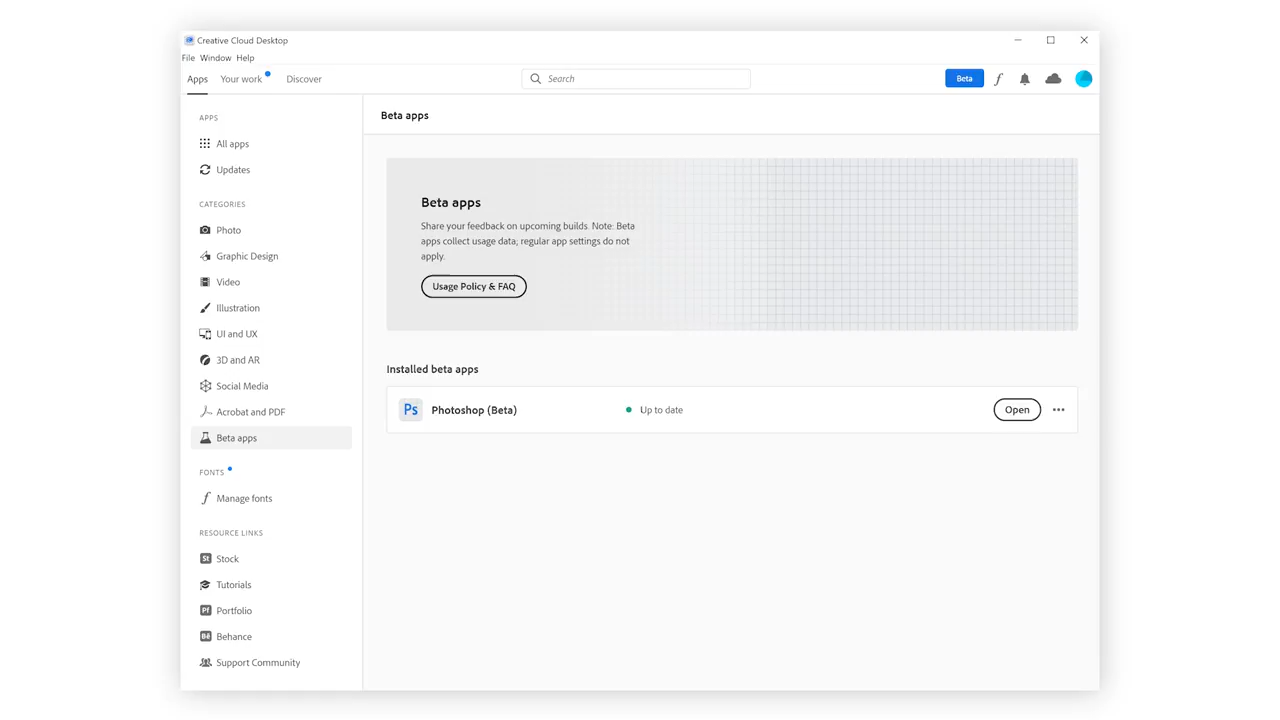 Creative Cloud Desktop
File Window Help
Apps Your work Discover Search Beta
APPS
All apps
Updates
CATEGORIES
Photo
Graphic Design
Video
Illustration
UI and UX
3D and AR
Social Media
Acrobat and PDF
Beta apps
FONTS
Manage fonts
RESOURCE LINKS
St Stock
Tutorials
Pf Portfolio
Bē Behance
Support Community
Beta apps
Beta apps
Share your feedback on upcoming builds. Note: Beta
apps collect usage data; regular app settings do not
apply.
Usage Policy & FAQ
Installed beta apps
Ps Photoshop (Beta) Up to date Open